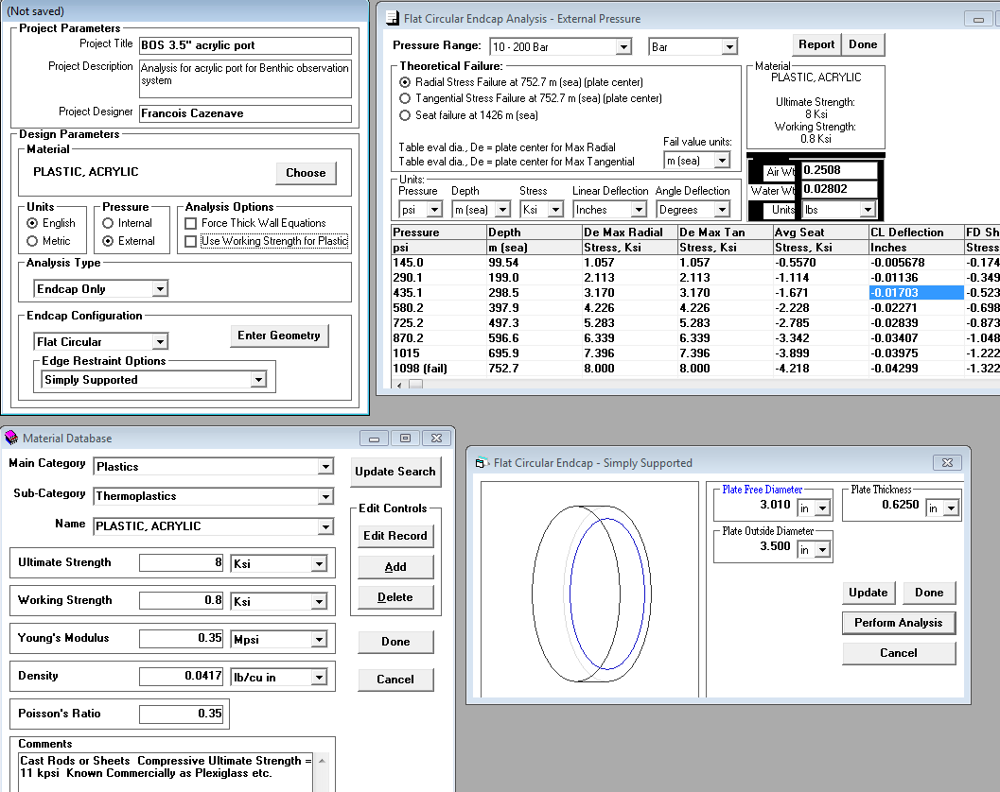 (Not saved)
Project Parameters
Project Title BOS 3.5" acrylic port
Project Description Analysis for acrylic port for Benthic observation
system
Project Designer Francois Cazenave
Design Parameters
Material
PLASTIC, ACRYLIC Choose
Units Pressure Analysis Options
English Internal Force Thick Wall Equations
Metric External Use Working Strength for Plastic
Analysis Type
Endcap Only
Endcap Configuration
Flat Circular Enter Geometry
Edge Restraint Options
Simply Supported
Flat Circular Endcap Analysis - External Pressure
Pressure Range: 10 - 200 Bar Bar Report Done
Theoretical Failure:
Radial Stress Failure at 752.7 m (sea) (plate center)
Tangential Stress Failure at 752.7 m (sea) (plate center)
Seat failure at 1426 m (sea)
Fail value units:
Table eval dia., De = plate center for Max Radial
Table eval dia., De = plate center for Max Tangential
m (sea)
Material
PLASTIC, ACRYLIC
Ultimate Strength:
8 Ksi
Working Strength:
0.8 Ksi
Air Wt 0.2508
Water Wt 0.02802
Units lbs
Units:
Pressure Depth Stress Linear Deflection Angle Deflection
psi m (sea) Ksi Inches Degrees
Pressure Depth De Max Radial De Max Tan Avg Seat CL Deflection FD Sh
psi m (sea) Stress, Ksi Stress, Ksi Stress, Ksi Inches Stress
145.0 99.54 1.057 1.057 -0.5570 -0.005678 -0.174
290.1 199.0 2.113 2.113 -1.114 -0.01136 -0.349
435.1 298.5 3.170 3.170 -1.671 -0.01703 -0.523
580.2 397.9 4.226 4.226 -2.228 -0.02271 -0.698
725.2 497.3 5.283 5.283 -2.785 -0.02839 -0.873
870.2 596.6 6.339 6.339 -3.342 -0.03407 -1.048
1015 695.9 7.396 7.396 -3.899 -0.03975 -1.222
1098 (fail) 752.7 8.000 8.000 -4.218 -0.04299 -1.322
Material Database
Main Category Plastics Update Search
Sub-Category Thermoplastics
Name PLASTIC, ACRYLIC
Edit Controls
Edit Record
Add
Delete
Done
Cancel
Ultimate Strength 8 Ksi
Working Strength 0.8 Ksi
Young's Modulus 0.35 Mpsi
Density 0.0417 lb/cu in
Poisson's Ratio 0.35
Comments
Cast Rods or Sheets Compressive Ultimate Strength =
11 kpsi Known Commercially as Plexiglass etc.
Flat Circular Endcap - Simply Supported
Plate Free Diameter Plate Thickness
3.010 in 0.6250 in
Plate Outside Diameter
3.500 in
Update Done
Perform Analysis
Cancel